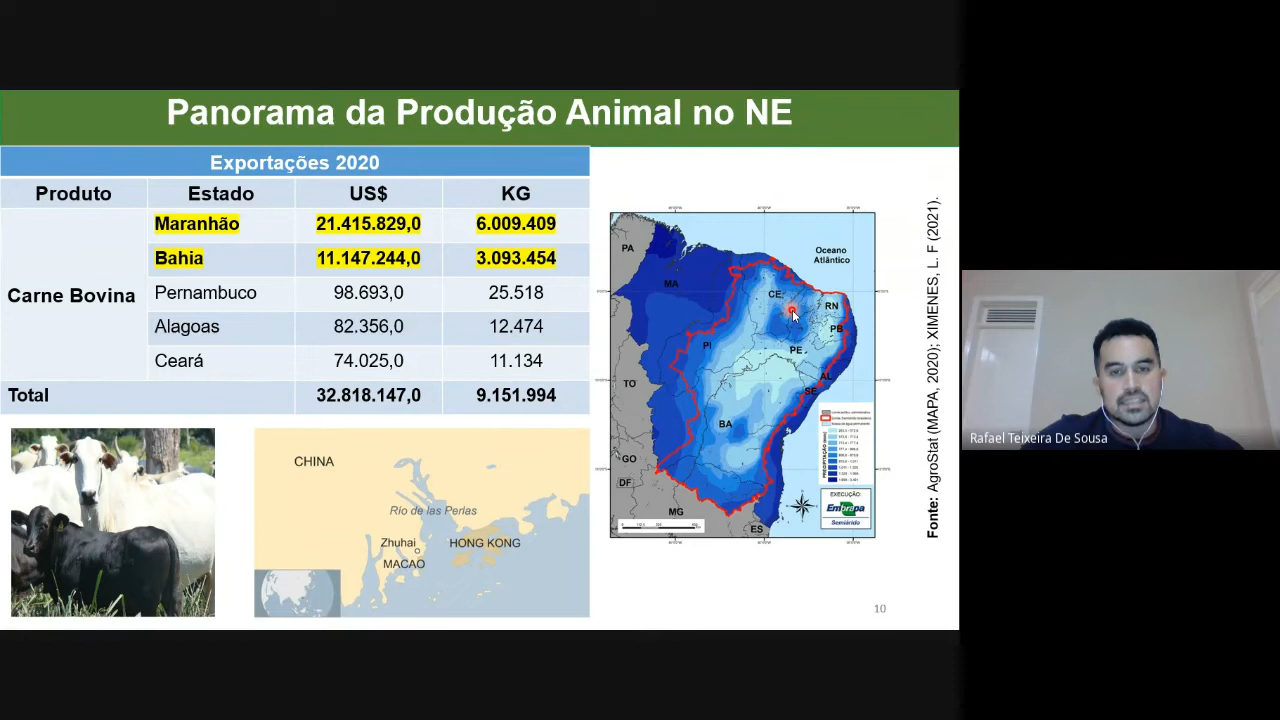 Panorama da Produção Animal no NE
Exportações 2020
Produto Estado US$ KG
Carne Bovina
Maranhão 21.415.829,0 6.009.409
Bahia 11.147.244,0 3.093.454
Pernambuco 98.693,0 25.518
Alagoas 82.356,0 12.474
Ceará 74.025,0 11.134
Total 32.818.147,0 9.151.994
CHINA
Río de las Perlas
Zhuhai
HONG KONG
MACAO
PA
Oceano
Atlântico
MA
CE
RN
PB
PI
PE
TO
AL
SE
BA
GO
DF
MG
ES
PRECIPITAÇÃO (mm)
EXECUÇÃO:
Embrapa
Semiárido
Fonte: AgroStat (MAPA, 2020); XIMENES, L. F (2021).
10
Rafael Teixeira De Sousa